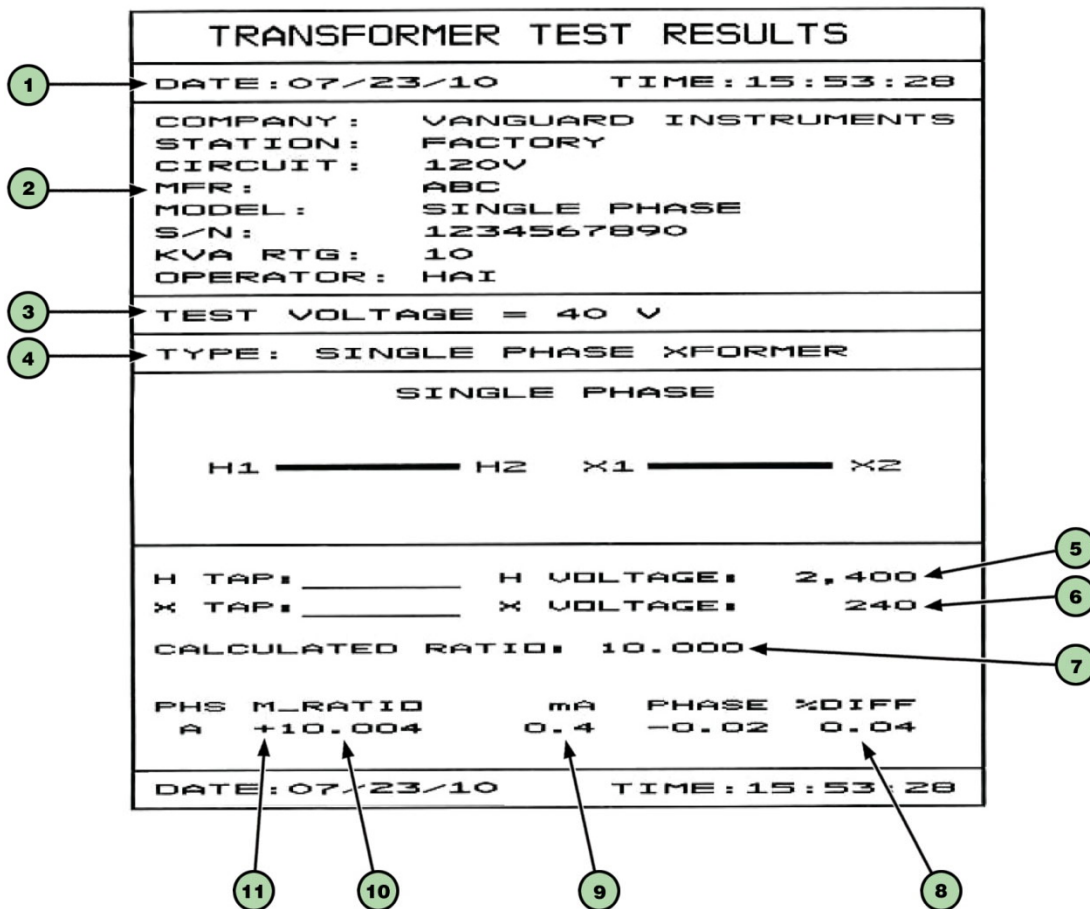 TRANSFORMER TEST RESULTS
1 DATE:07/23/10 TIME:15:53:28
COMPANY: VANGUARD INSTRUMENTS
STATION: FACTORY
CIRCUIT: 120V
2 MFR: ABC
MODEL: SINGLE PHASE
S/N: 1234567890
KVA RTG: 10
OPERATOR: HAI
3 TEST VOLTAGE = 40 V
4 TYPE: SINGLE PHASE XFORMER
SINGLE PHASE
H1 H2 X1 X2
H TAP: H VOLTAGE: 2,400 5
X TAP: X VOLTAGE: 240 6
CALCULATED RATIO: 10.000 7
PHS M_RATIO mA PHASE %DIFF
A +10.004 0.4 -0.02 0.04
DATE:07/23/10 TIME:15:53:28
11 10 9 8